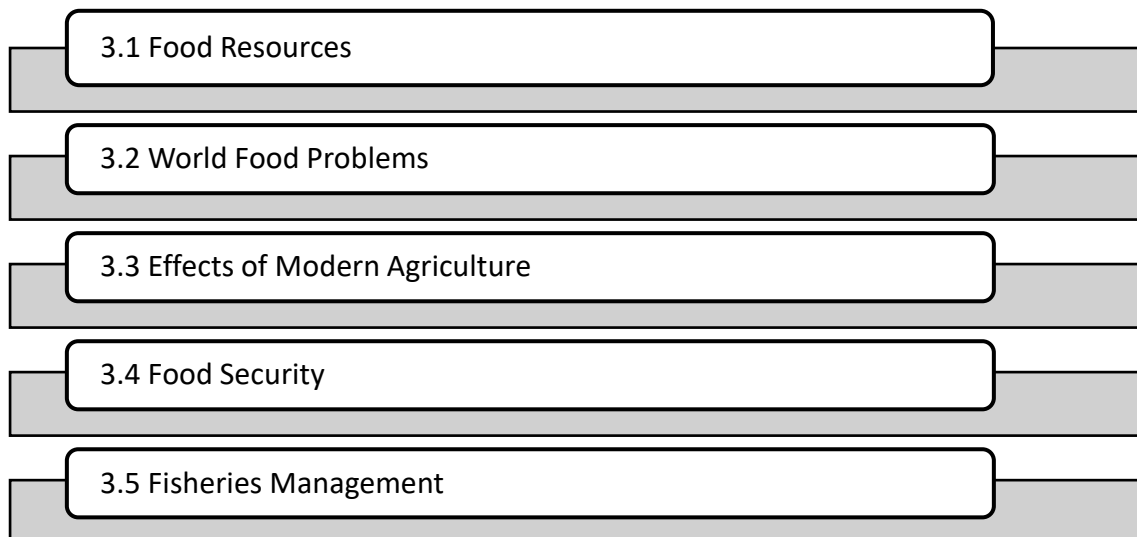 3.1 Food Resources
3.2 World Food Problems
3.3 Effects of Modern Agriculture
3.4 Food Security
3.5 Fisheries Management